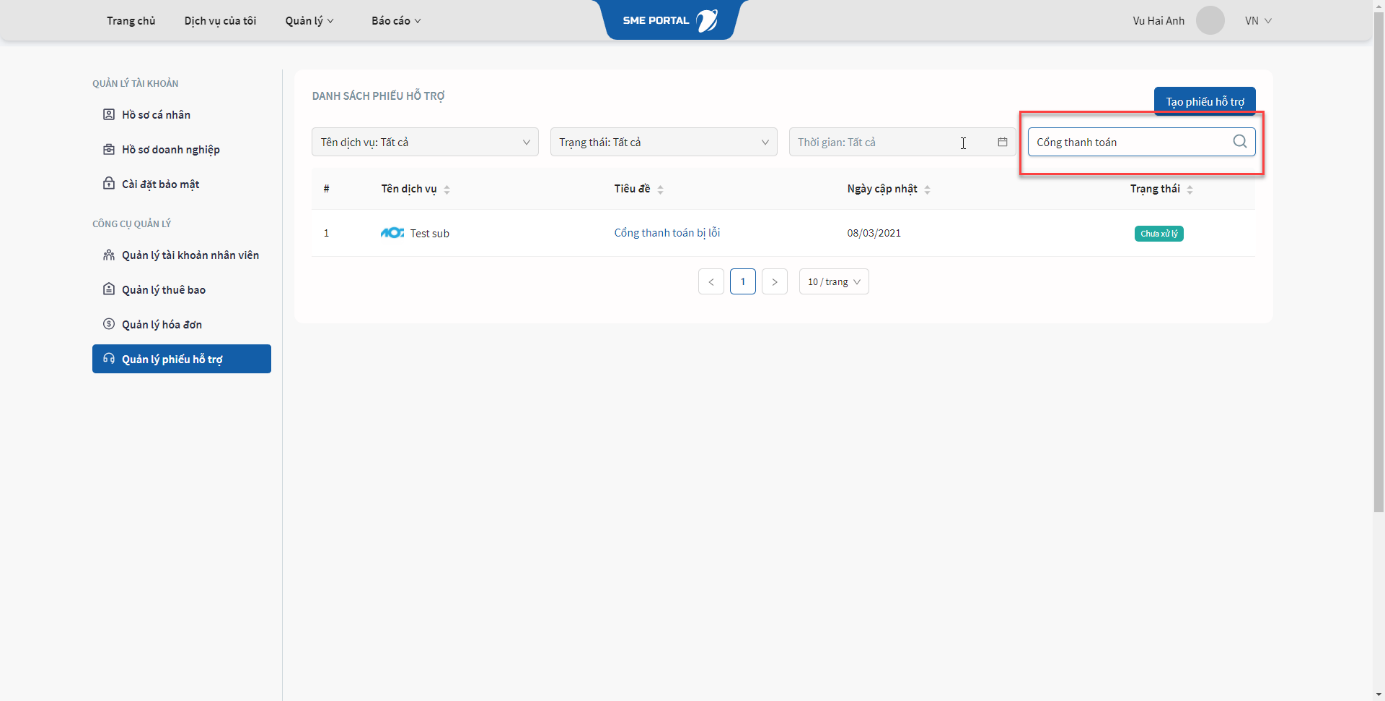 Trang chủ Dịch vụ của tôi Quản lý Báo cáo SME PORTAL Vu Hai Anh VN
QUẢN LÝ TÀI KHOẢN
Hồ sơ cá nhân
Hồ sơ doanh nghiệp
Cài đặt bảo mật
CÔNG CỤ QUẢN LÝ
Quản lý tài khoản nhân viên
Quản lý thuê bao
Quản lý hóa đơn
Quản lý phiếu hỗ trợ
DANH SÁCH PHIẾU HỖ TRỢ
Tạo phiếu hỗ trợ
Tên dịch vụ: Tất cả Trạng thái: Tất cả Thời gian: Tất cả Cổng thanh toán
# Tên dịch vụ Tiêu đề Ngày cập nhật Trạng thái
1 Test sub Cổng thanh toán bị lỗi 08/03/2021 Chưa xử lý
< 1 > 10 / trang